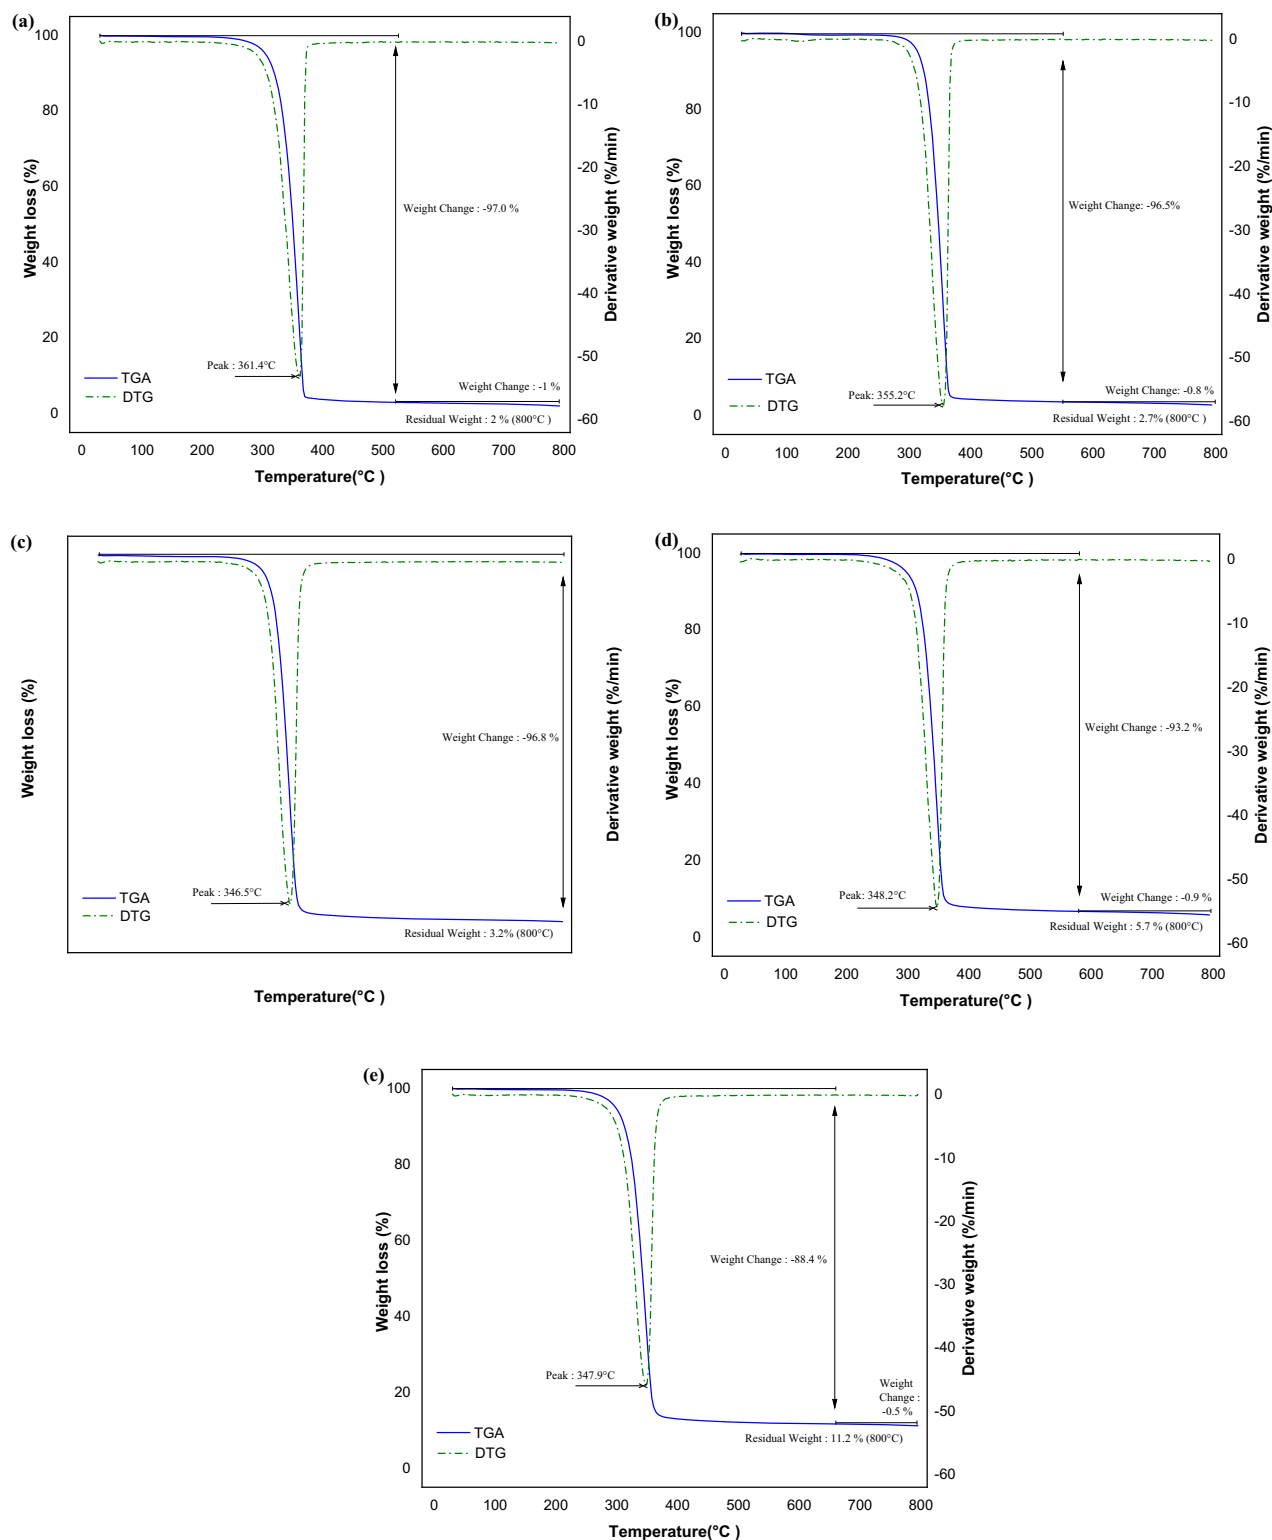 (a)
100
80
60
40
20
0
Weight loss (%)
0
-10
-20
-30
-40
-50
-60
Derivative weight (%/min)
Weight Change : -97.0 %
Peak : 361.4°C
Weight Change : -1 %
Residual Weight : 2 % (800°C )
TGA
DTG
0 100 200 300 400 500 600 700 800
Temperature(°C )
(b)
100
80
60
40
20
0
Weight loss (%)
0
-10
-20
-30
-40
-50
-60
Derivative weight (%/min)
Weight Change: -96.5%
Peak: 355.2°C
Weight Change: -0.8 %
Residual Weight : 2.7% (800°C )
TGA
DTG
0 100 200 300 400 500 600 700 800
Temperature(°C )
(c)
Weight loss (%)
Derivative weight (%/min)
Weight Change : -96.8 %
Peak : 346.5°C
Residual Weight : 3.2% (800°C)
TGA
DTG
Temperature(°C )
(d)
100
80
60
40
20
0
Weight loss (%)
0
-10
-20
-30
-40
-50
-60
Derivative weight (%/min)
Weight Change : -93.2 %
Peak : 348.2°C
Weight Change : -0.9 %
Residual Weight : 5.7 % (800°C)
TGA
DTG
0 100 200 300 400 500 600 700 800
Temperature(°C )
(e)
100
80
60
40
20
0
Weight loss (%)
0
-10
-20
-30
-40
-50
-60
Derivative weight (%/min)
Weight Change : -88.4 %
Peak : 347.9°C
Weight
Change :
-0.5 %
Residual Weight : 11.2 % (800°C)
TGA
DTG
0 100 200 300 400 500 600 700 800
Temperature(°C )